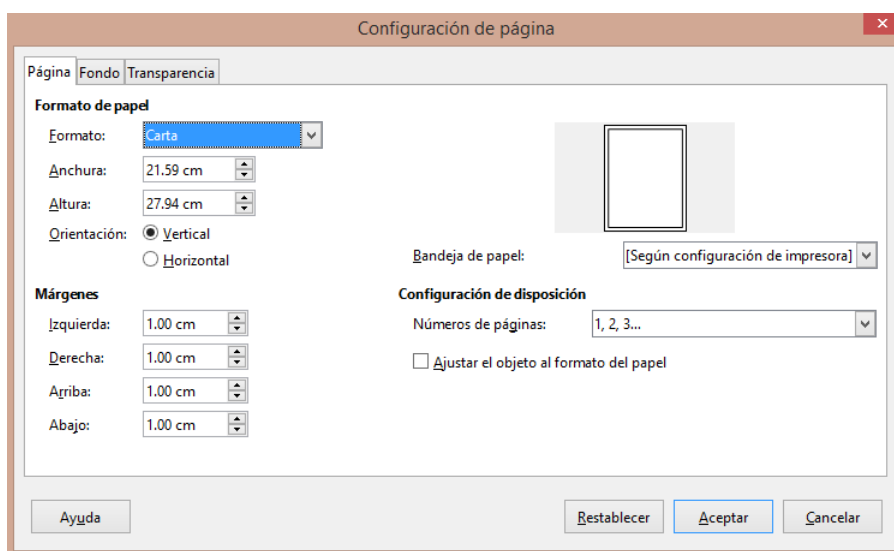 Configuración de página
Página Fondo Transparencia
Formato de papel
Formato: Carta
Anchura: 21.59 cm
Altura: 27.94 cm
Orientación: Vertical
Horizontal
Bandeja de papel: [Según configuración de impresora]
Márgenes
Izquierda: 1.00 cm
Derecha: 1.00 cm
Arriba: 1.00 cm
Abajo: 1.00 cm
Configuración de disposición
Números de páginas: 1, 2, 3...
Ajustar el objeto al formato del papel
Ayuda Restablecer Aceptar Cancelar